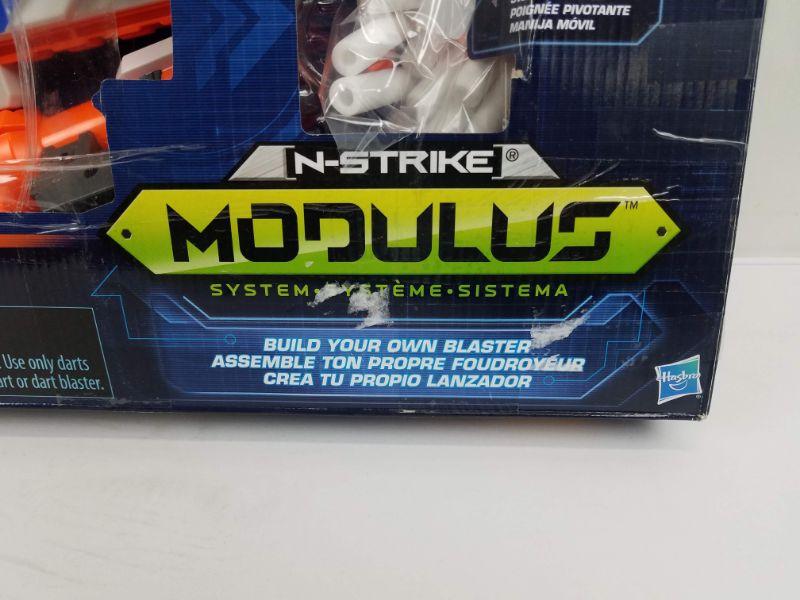 POIGNÉE PIVOTANTE
MANIJA MÓVIL
N-STRIKE®
MODULUS™
SYSTEM•SYSTÈME•SISTEMA
BUILD YOUR OWN BLASTER
ASSEMBLE TON PROPRE FOUDROYEUR
CREA TU PROPIO LANZADOR
. Use only darts
art or dart blaster.
Hasbro